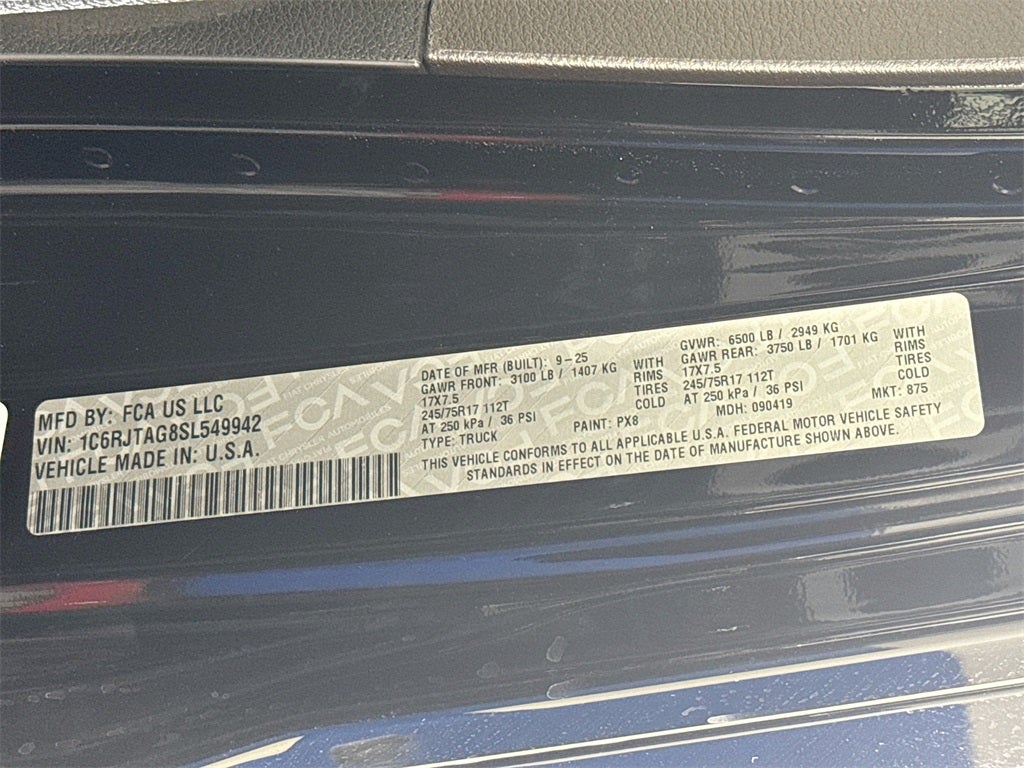 MFD BY: FCA US LLC
VIN: 1C6RJTAG8SL549942
VEHICLE MADE IN: U.S.A.
DATE OF MFR (BUILT): 9-25
GAWR FRONT: 3100 LB / 1407 KG WITH
17X7.5 RIMS
245/75R17 112T TIRES
AT 250 kPa / 36 PSI COLD
TYPE: TRUCK PAINT: PX8
GVWR: 6500 LB / 2949 KG
GAWR REAR: 3750 LB / 1701 KG WITH
17X7.5 RIMS
245/75R17 112T TIRES
AT 250 kPa / 36 PSI COLD
MDH: 090419 MKT: 875
THIS VEHICLE CONFORMS TO ALL APPLICABLE U.S.A. FEDERAL MOTOR VEHICLE SAFETY
STANDARDS IN EFFECT ON THE DATE OF MANUFACTURE SHOWN ABOVE.
FCA